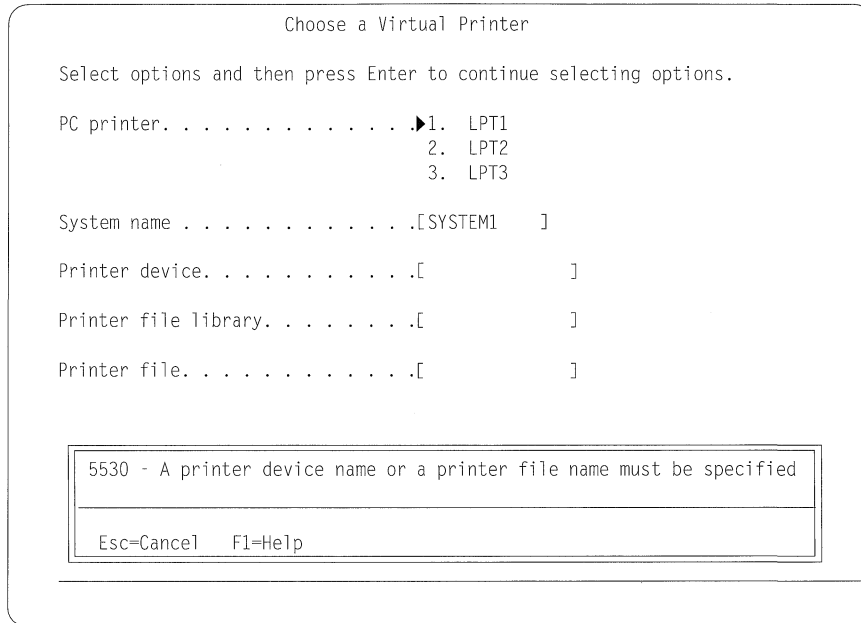 Choose a Virtual Printer
Select options and then press Enter to continue selecting options.
PC printer. . . . . . . . . . . . . .▶1. LPT1
2. LPT2
3. LPT3
System name . . . . . . . . . . . . .[SYSTEM1 ]
Printer device. . . . . . . . . . . .[ ]
Printer file library. . . . . . . . .[ ]
Printer file. . . . . . . . . . . . .[ ]
5530 - A printer device name or a printer file name must be specified
Esc=Cancel F1=Help